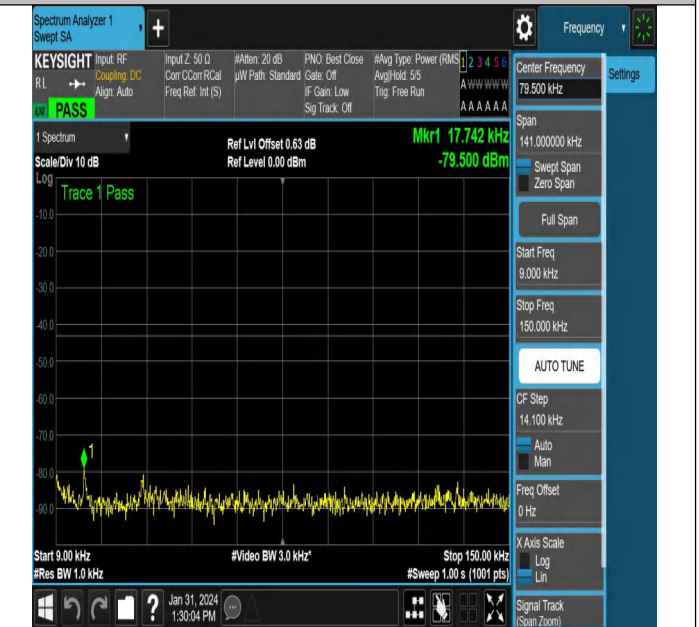 Spectrum Analyzer 1
Swept SA
+
Frequency
KEYSIGHT
RL
PASS
Input: RF
Coupling: DC
Align: Auto
Input Z: 50 Ω
Corr CCorr RCal
Freq Ref: Int (S)
#Atten: 20 dB
µW Path: Standard
PNO: Best Close
Gate: Off
IF Gain: Low
Sig Track: Off
#Avg Type: Power (RMS
Avg|Hold: 5/5
Trig: Free Run
1 2 3 4 5 6
A W W W W W
A A A A A A
1 Spectrum
Scale/Div 10 dB
Ref Lvl Offset 0.63 dB
Ref Level 0.00 dBm
Mkr1 17.742 kHz
-79.500 dBm
Log
Trace 1 Pass
-10.0
-20.0
-30.0
-40.0
-50.0
-60.0
-70.0
1
-80.0
-90.0
Start 9.00 kHz
#Video BW 3.0 kHz*
Stop 150.00 kHz
#Res BW 1.0 kHz
#Sweep 1.00 s (1001 pts)
?
Jan 31, 2024
1:30:04 PM
Center Frequency
79.500 kHz
Settings
Span
141.000000 kHz
Swept Span
Zero Span
Full Span
Start Freq
9.000 kHz
Stop Freq
150.000 kHz
AUTO TUNE
CF Step
14.100 kHz
Auto
Man
Freq Offset
0 Hz
X Axis Scale
Log
Lin
Signal Track
(Span Zoom)